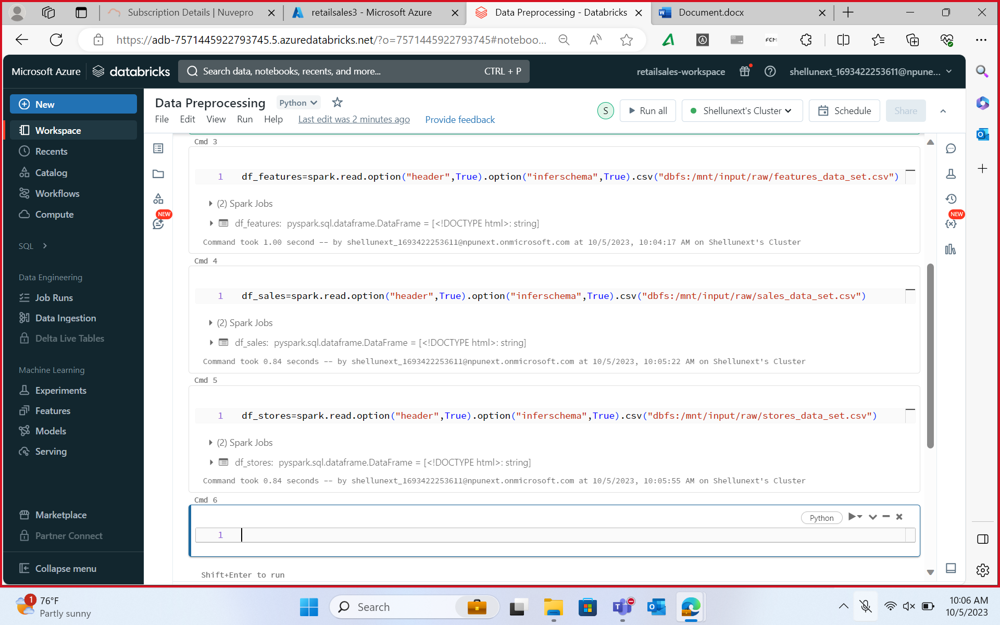 Subscription Details | Nuvepro
retailsales3 - Microsoft Azure
Data Preprocessing - Databricks
Document.docx
https://adb-7571445922793745.5.azuredatabricks.net/?o=7571445922793745#noteboo...
A
FCM
Microsoft Azure
databricks
Search data, notebooks, recents, and more...
CTRL + P
retailsales-workspace
shellunext_1693422253611@npune...
New
Workspace
Recents
Catalog
Workflows
Compute
SQL
Data Engineering
Job Runs
Data Ingestion
Delta Live Tables
Machine Learning
Experiments
Features
Models
Serving
Marketplace
Partner Connect
Collapse menu
Data Preprocessing
Python
File Edit View Run Help Last edit was 2 minutes ago Provide feedback
S
Run all
Shellunext's Cluster
Schedule
Share
NEW
NEW
Cmd 3
1 df_features=spark.read.option("header",True).option("inferschema",True).csv("dbfs:/mnt/input/raw/features_data_set.csv")
(2) Spark Jobs
df_features: pyspark.sql.dataframe.DataFrame = [<!DOCTYPE html>: string]
Command took 1.00 second -- by shellunext_1693422253611@npunext.onmicrosoft.com at 10/5/2023, 10:04:17 AM on Shellunext's Cluster
Cmd 4
1 df_sales=spark.read.option("header",True).option("inferschema",True).csv("dbfs:/mnt/input/raw/sales_data_set.csv")
(2) Spark Jobs
df_sales: pyspark.sql.dataframe.DataFrame = [<!DOCTYPE html>: string]
Command took 0.84 seconds -- by shellunext_1693422253611@npunext.onmicrosoft.com at 10/5/2023, 10:05:22 AM on Shellunext's Cluster
Cmd 5
1 df_stores=spark.read.option("header",True).option("inferschema",True).csv("dbfs:/mnt/input/raw/stores_data_set.csv")
(2) Spark Jobs
df_stores: pyspark.sql.dataframe.DataFrame = [<!DOCTYPE html>: string]
Command took 0.84 seconds -- by shellunext_1693422253611@npunext.onmicrosoft.com at 10/5/2023, 10:05:55 AM on Shellunext's Cluster
Cmd 6
Python
1
Shift+Enter to run
1
76°F
Partly sunny
Search
10:06 AM
10/5/2023